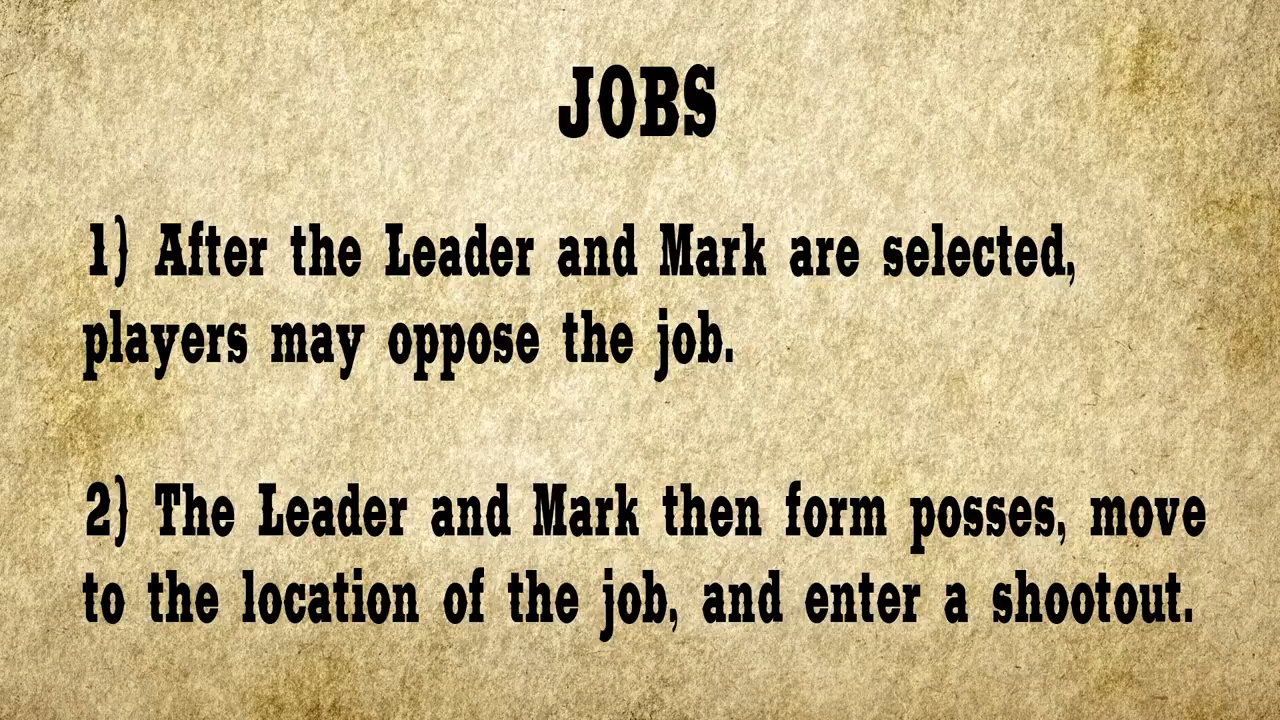 JOBS
1) After the Leader and Mark are selected,
players may oppose the job.
2) The Leader and Mark then form posses, move
to the location of the job, and enter a shootout.